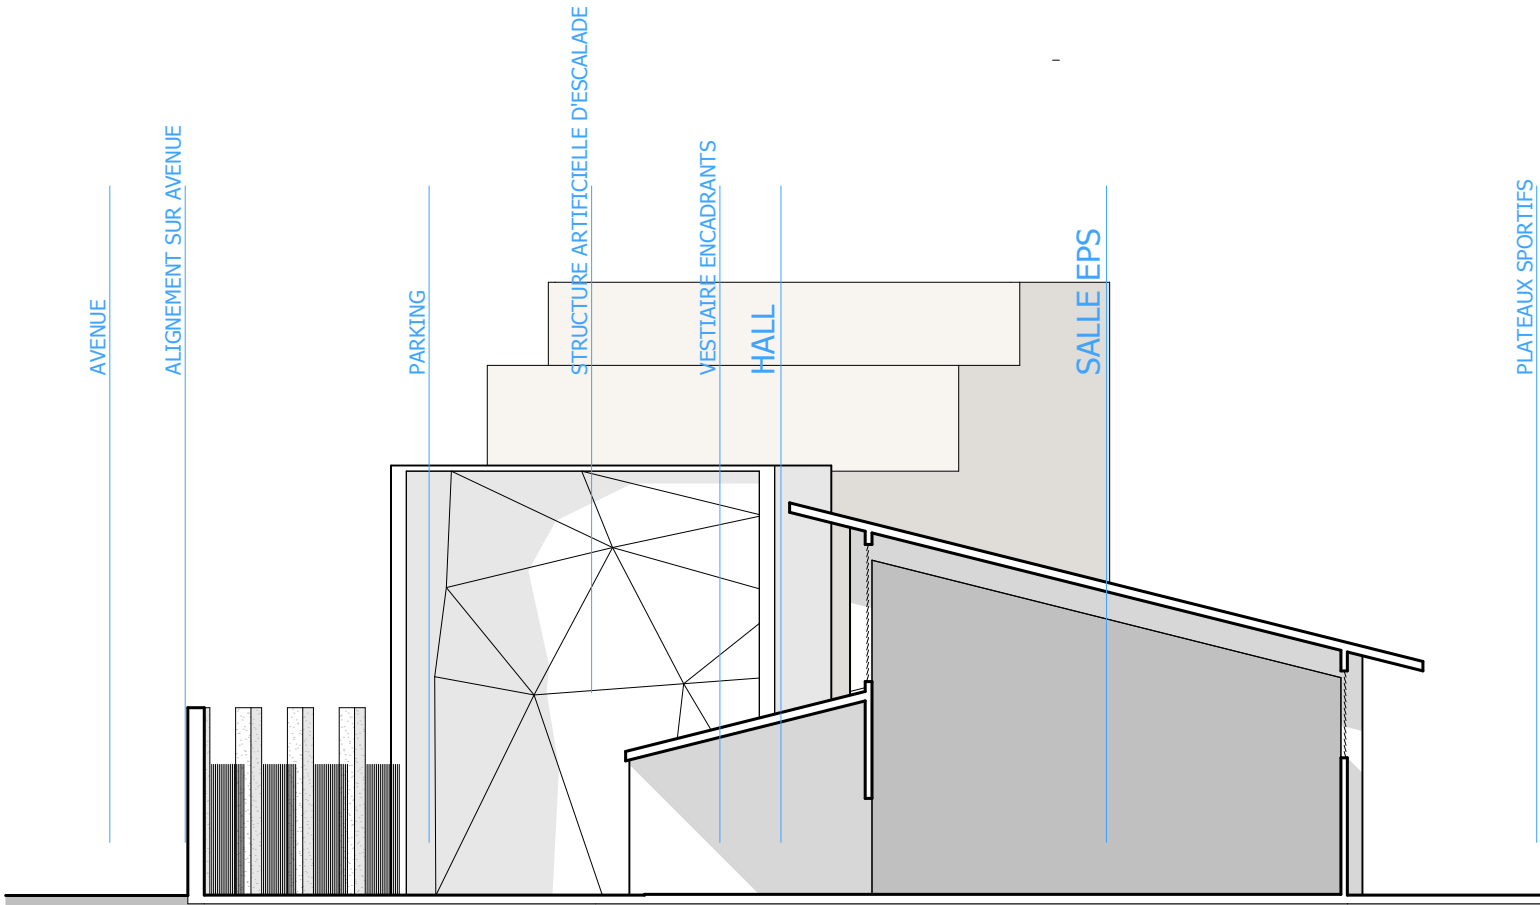 AVENUE
ALIGNEMENT SUR AVENUE
PARKING
STRUCTURE ARTIFICIELLE D'ESCALADE
VESTIAIRE ENCADRANTS
HALL
SALLE EPS
PLATEAUX SPORTIFS